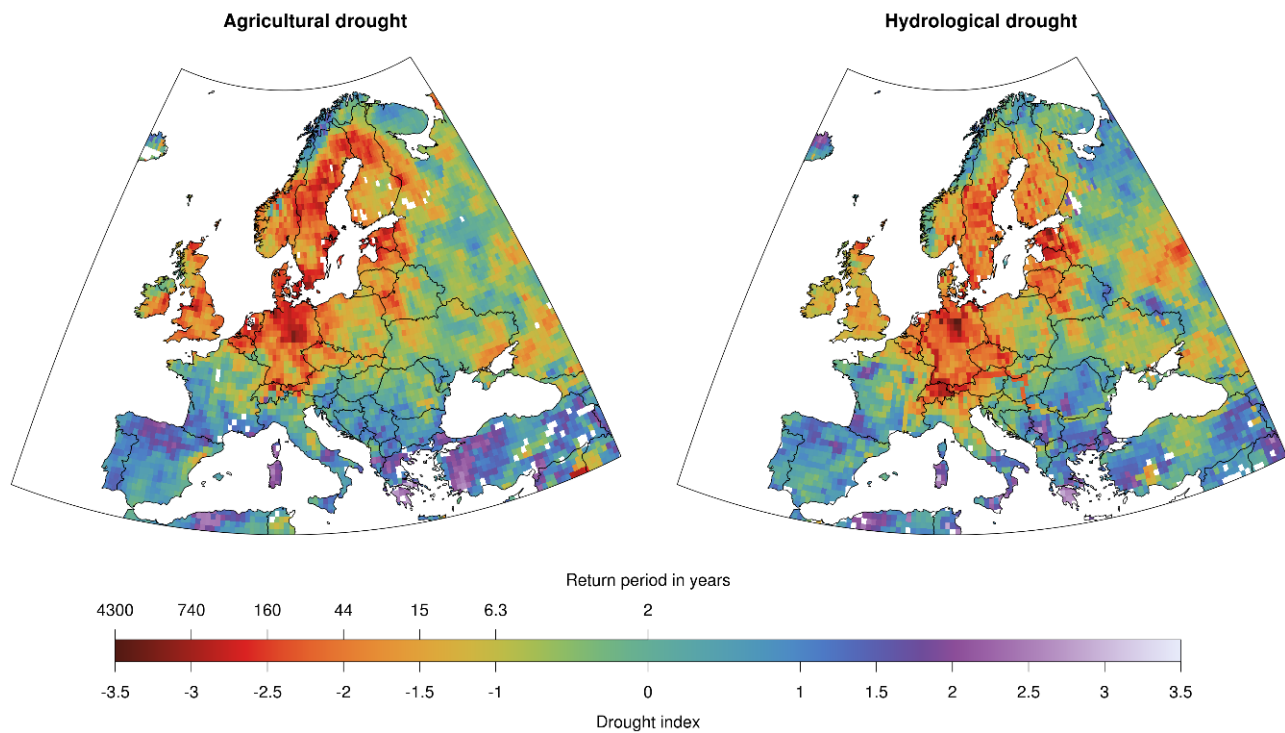 Agricultural drought
Hydrological drought
Return period in years
4300 740 160 44 15 6.3 2
-3.5 -3 -2.5 -2 -1.5 -1 0 1 1.5 2 2.5 3 3.5
Drought index